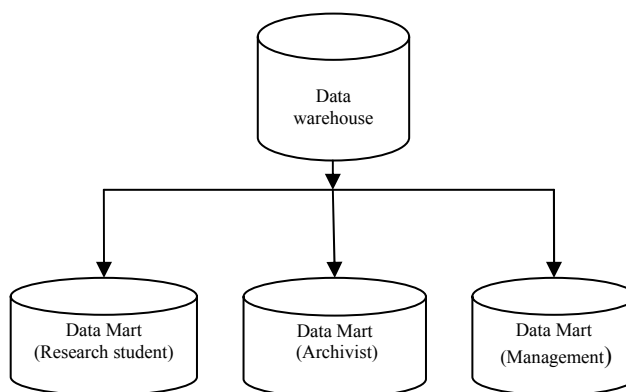 Data
warehouse
Data Mart
(Research student)
Data Mart
(Archivist)
Data Mart
(Management)